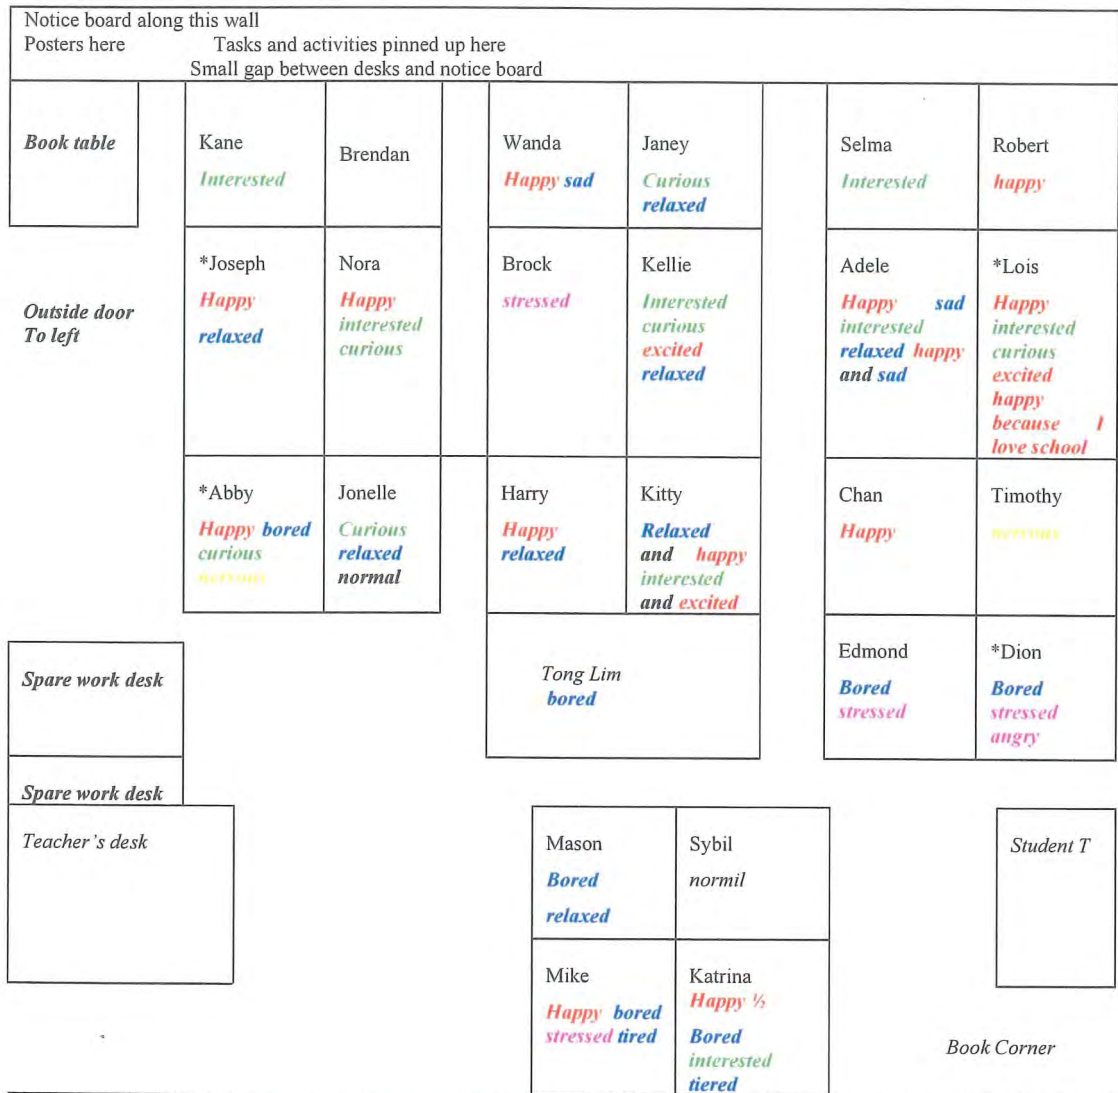 Notice board along this wall
Posters here Tasks and activities pinned up here
Small gap between desks and notice board
Book table
Kane
Interested
Brendan
Wanda
Happy sad
Janey
Curious
relaxed
Selma
Interested
Robert
happy
Outside door
To left
*Joseph
Happy
relaxed
Nora
Happy
interested
curious
Brock
stressed
Kellie
Interested
curious
excited
relaxed
Adele
Happy sad
interested
relaxed happy
and sad
*Lois
Happy
interested
curious
excited
happy
because I
love school
*Abby
Happy bored
curious
nervous
Jonelle
Curious
relaxed
normal
Harry
Happy
relaxed
Kitty
Relaxed
and happy
interested
and excited
Chan
Happy
Timothy
nervous
Spare work desk
Tong Lim
bored
Edmond
Bored
stressed
*Dion
Bored
stressed
angry
Spare work desk
Teacher's desk
Mason
Bored
relaxed
Sybil
normil
Student T
Mike
Happy bored
stressed tired
Katrina
Happy ½
Bored
interested
tiered
Book Corner